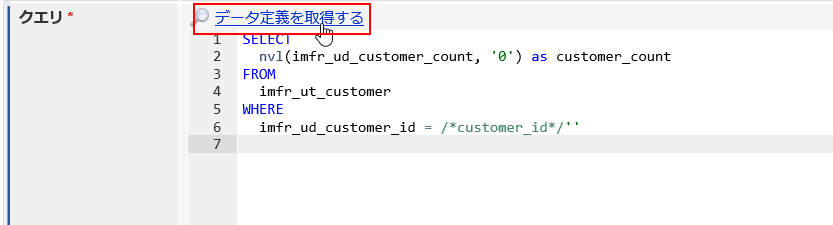 クエリ *
データ定義を取得する
1 SELECT
2   nvl(imfr_ud_customer_count, '0') as customer_count
3 FROM
4   imfr_ut_customer
5 WHERE
6   imfr_ud_customer_id = /*customer_id*/''
7